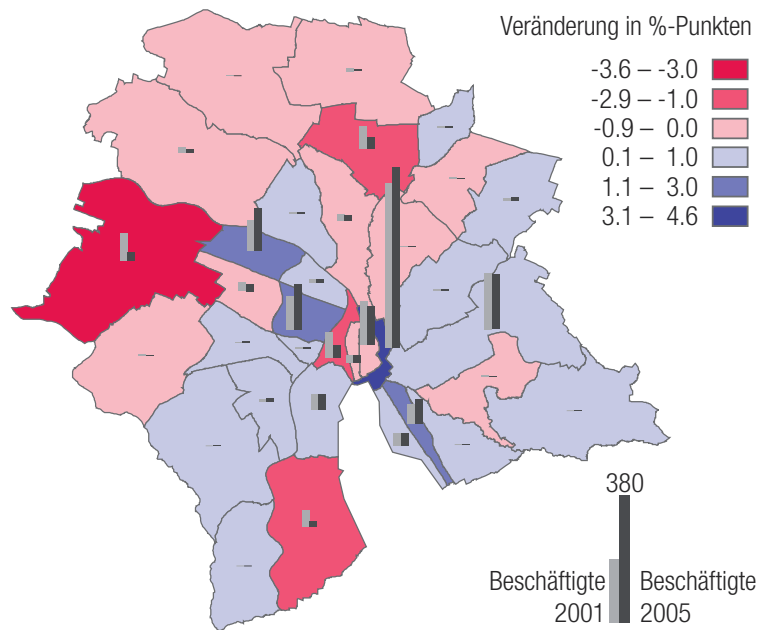 Veränderung in %-Punkten
-3.6 – -3.0
-2.9 – -1.0
-0.9 – 0.0
0.1 – 1.0
1.1 – 3.0
3.1 – 4.6
380
Beschäftigte Beschäftigte
2001 2005